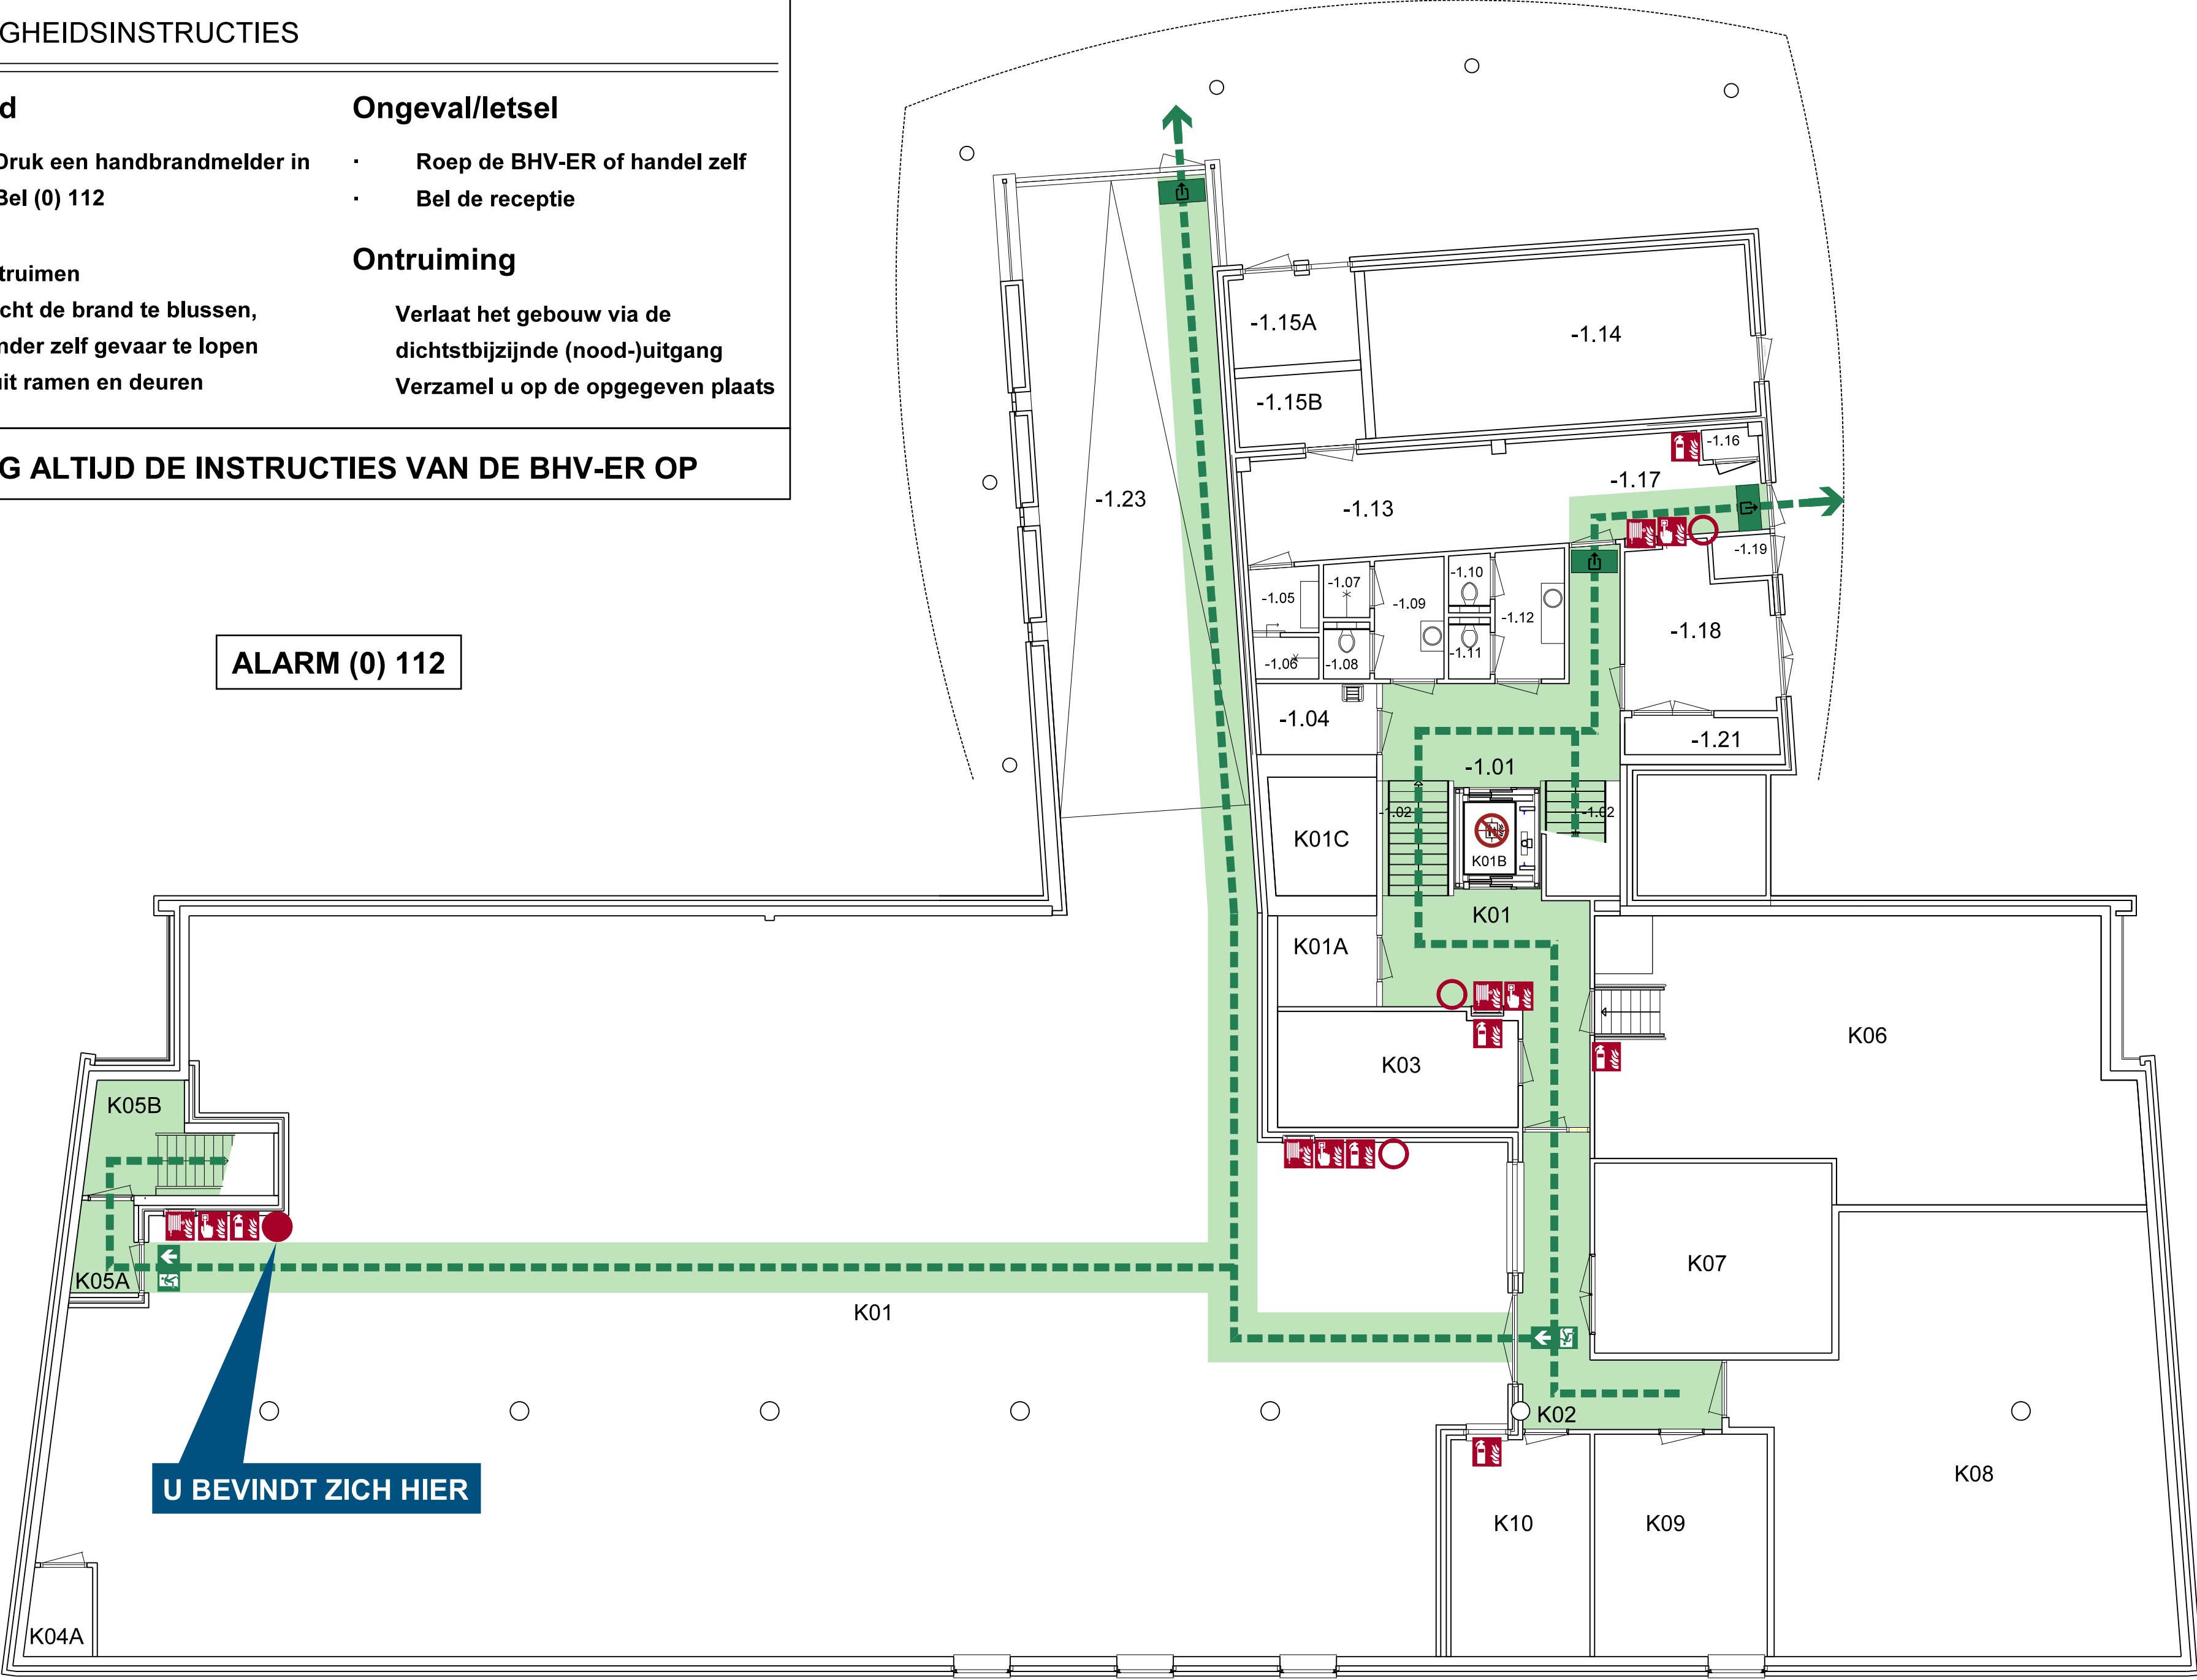 GHEIDSINSTRUCTIES
d
Druk een handbrandmelder in
Bel (0) 112
truimen
cht de brand te blussen,
nder zelf gevaar te lopen
uit ramen en deuren
Ongeval/letsel
· Roep de BHV-ER of handel zelf
· Bel de receptie
Ontruiming
Verlaat het gebouw via de
dichtstbijzijnde (nood-)uitgang
Verzamel u op de opgegeven plaats
G ALTIJD DE INSTRUCTIES VAN DE BHV-ER OP
ALARM (0) 112
-1.15A
-1.14
-1.15B
-1.16
-1.17
-1.23
-1.13
-1.19
-1.05
-1.07
-1.09
-1.10
-1.12
-1.18
-1.06
-1.08
-1.11
-1.04
-1.01
-1.21
-1.02
-1.02
K01C
K01B
K01
K01A
K06
K03
K05B
K05A
K07
K01
K02
K08
U BEVINDT ZICH HIER
K10
K09
K04A